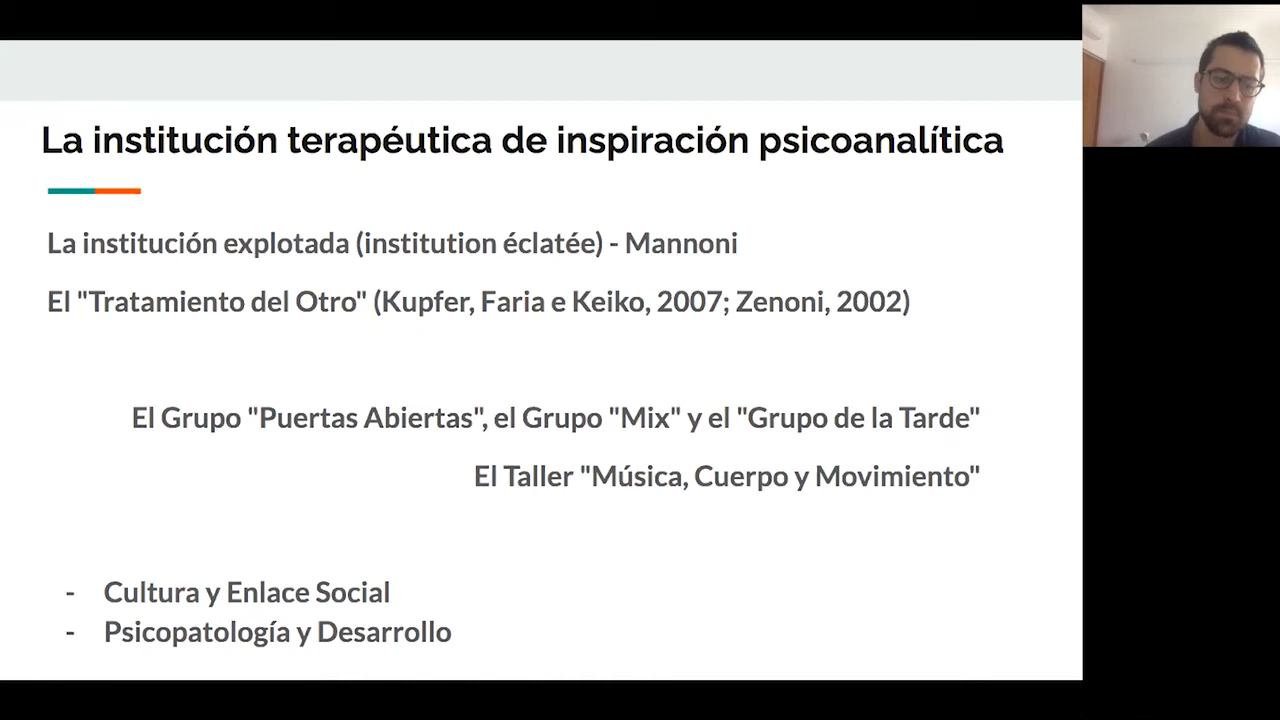 La institución terapéutica de inspiración psicoanalítica
La institución explotada (institution éclatée) - Mannoni
El "Tratamiento del Otro" (Kupfer, Faria e Keiko, 2007; Zenoni, 2002)
El Grupo "Puertas Abiertas", el Grupo "Mix" y el "Grupo de la Tarde"
El Taller "Música, Cuerpo y Movimiento"
- Cultura y Enlace Social
- Psicopatología y Desarrollo